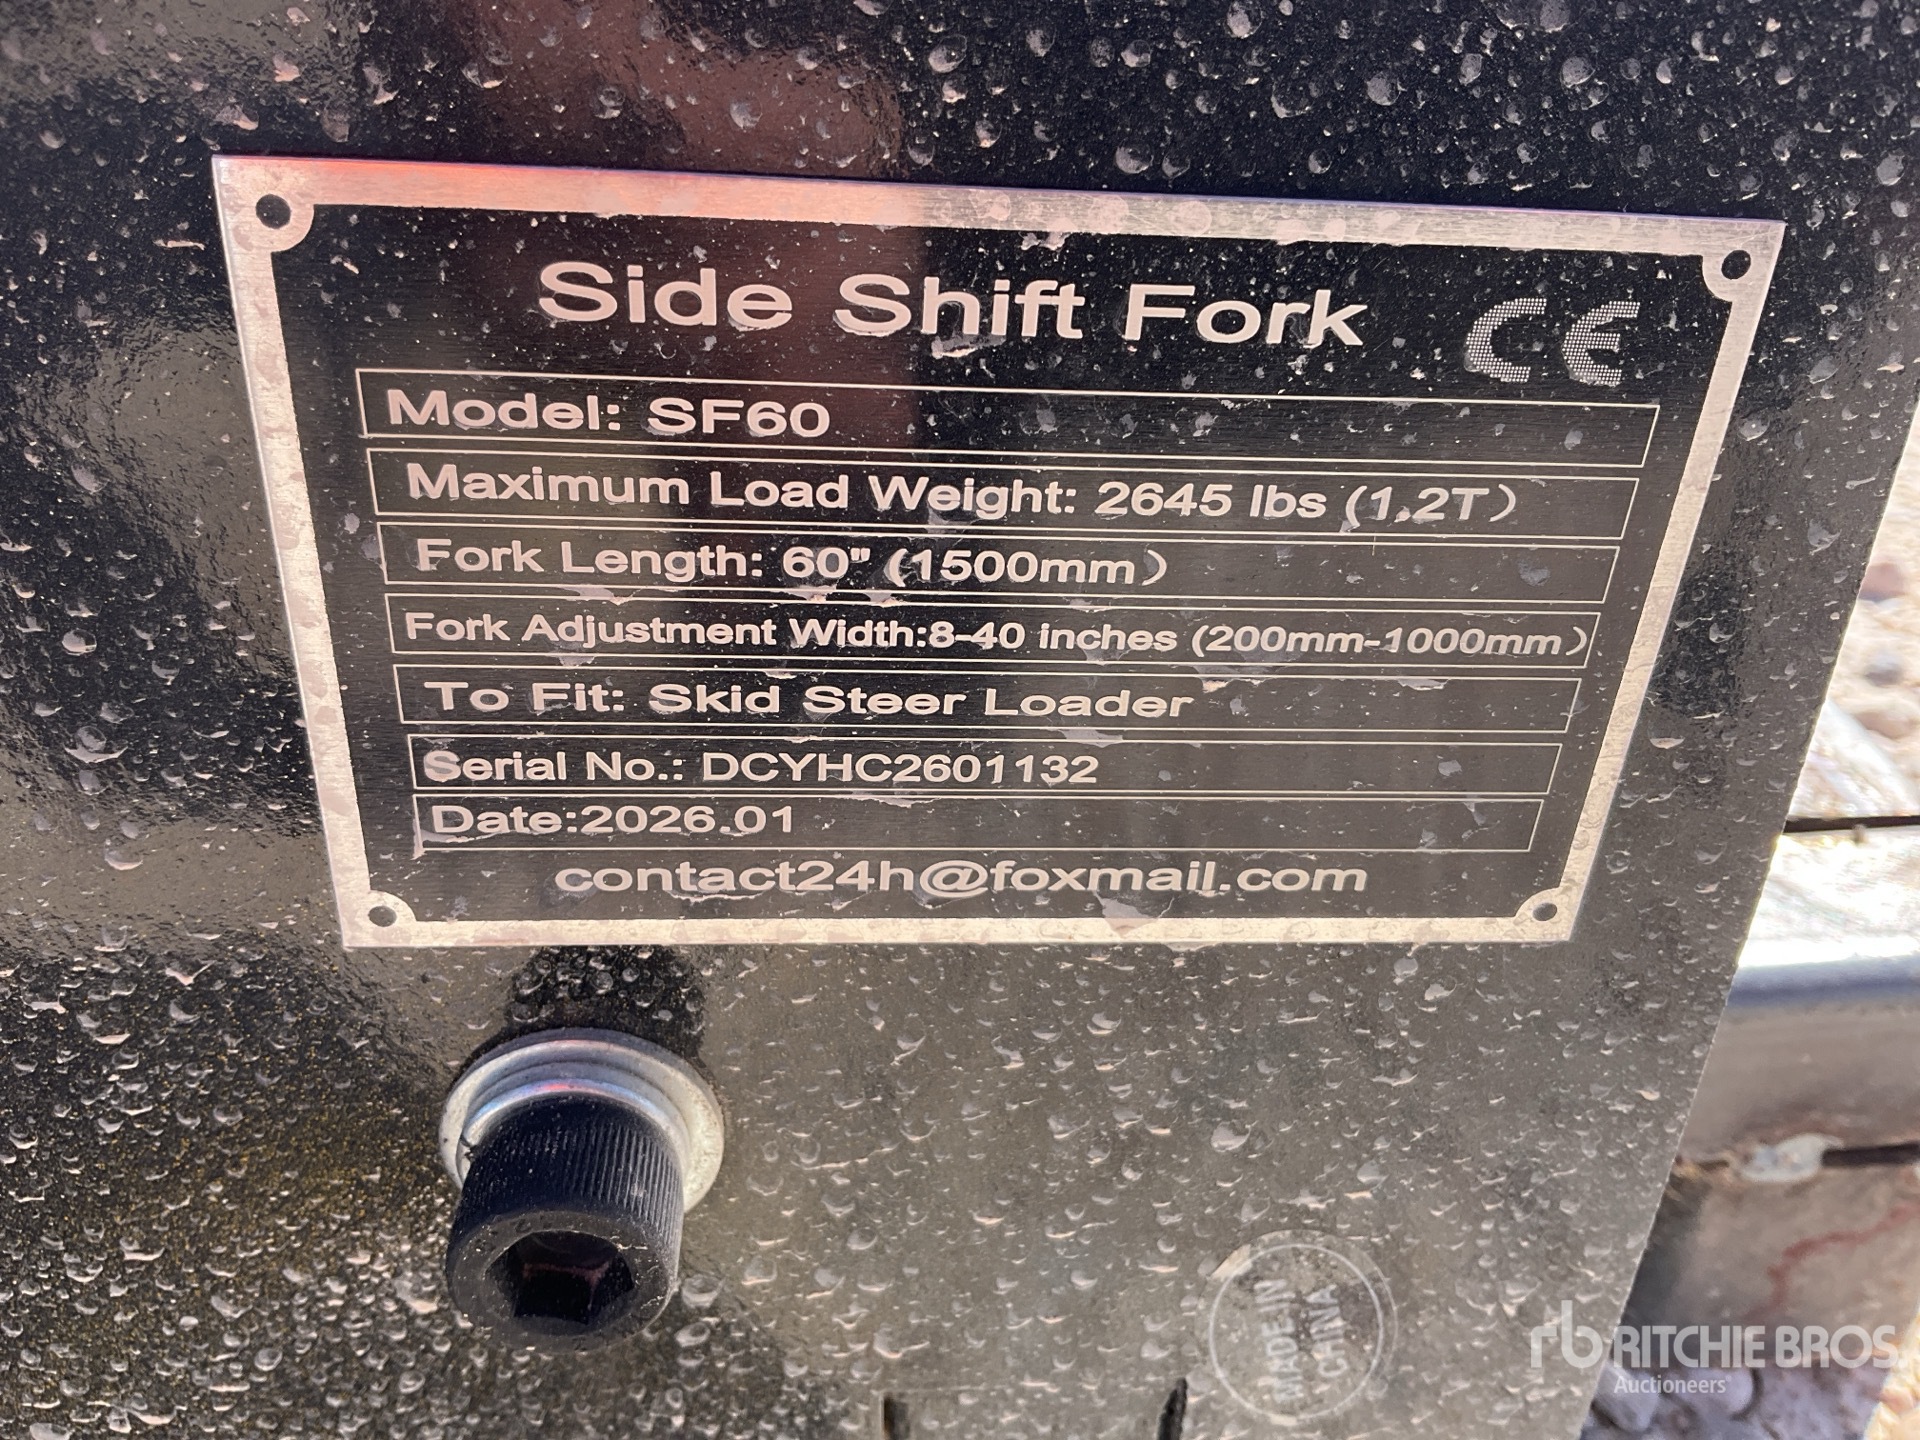 Side Shift Fork CE
Model: SF60
Maximum Load Weight: 2645 lbs (1,2T)
Fork Length: 60" (1500mm)
Fork Adjustment Width:8-40 inches (200mm-1000mm)
To Fit: Skid Steer Loader
Serial No.: DCYHC2601132
Date:2026.01
contact24h@foxmail.com
MADE IN
CHINA
rb RITCHIE BROS.
Auctioneers